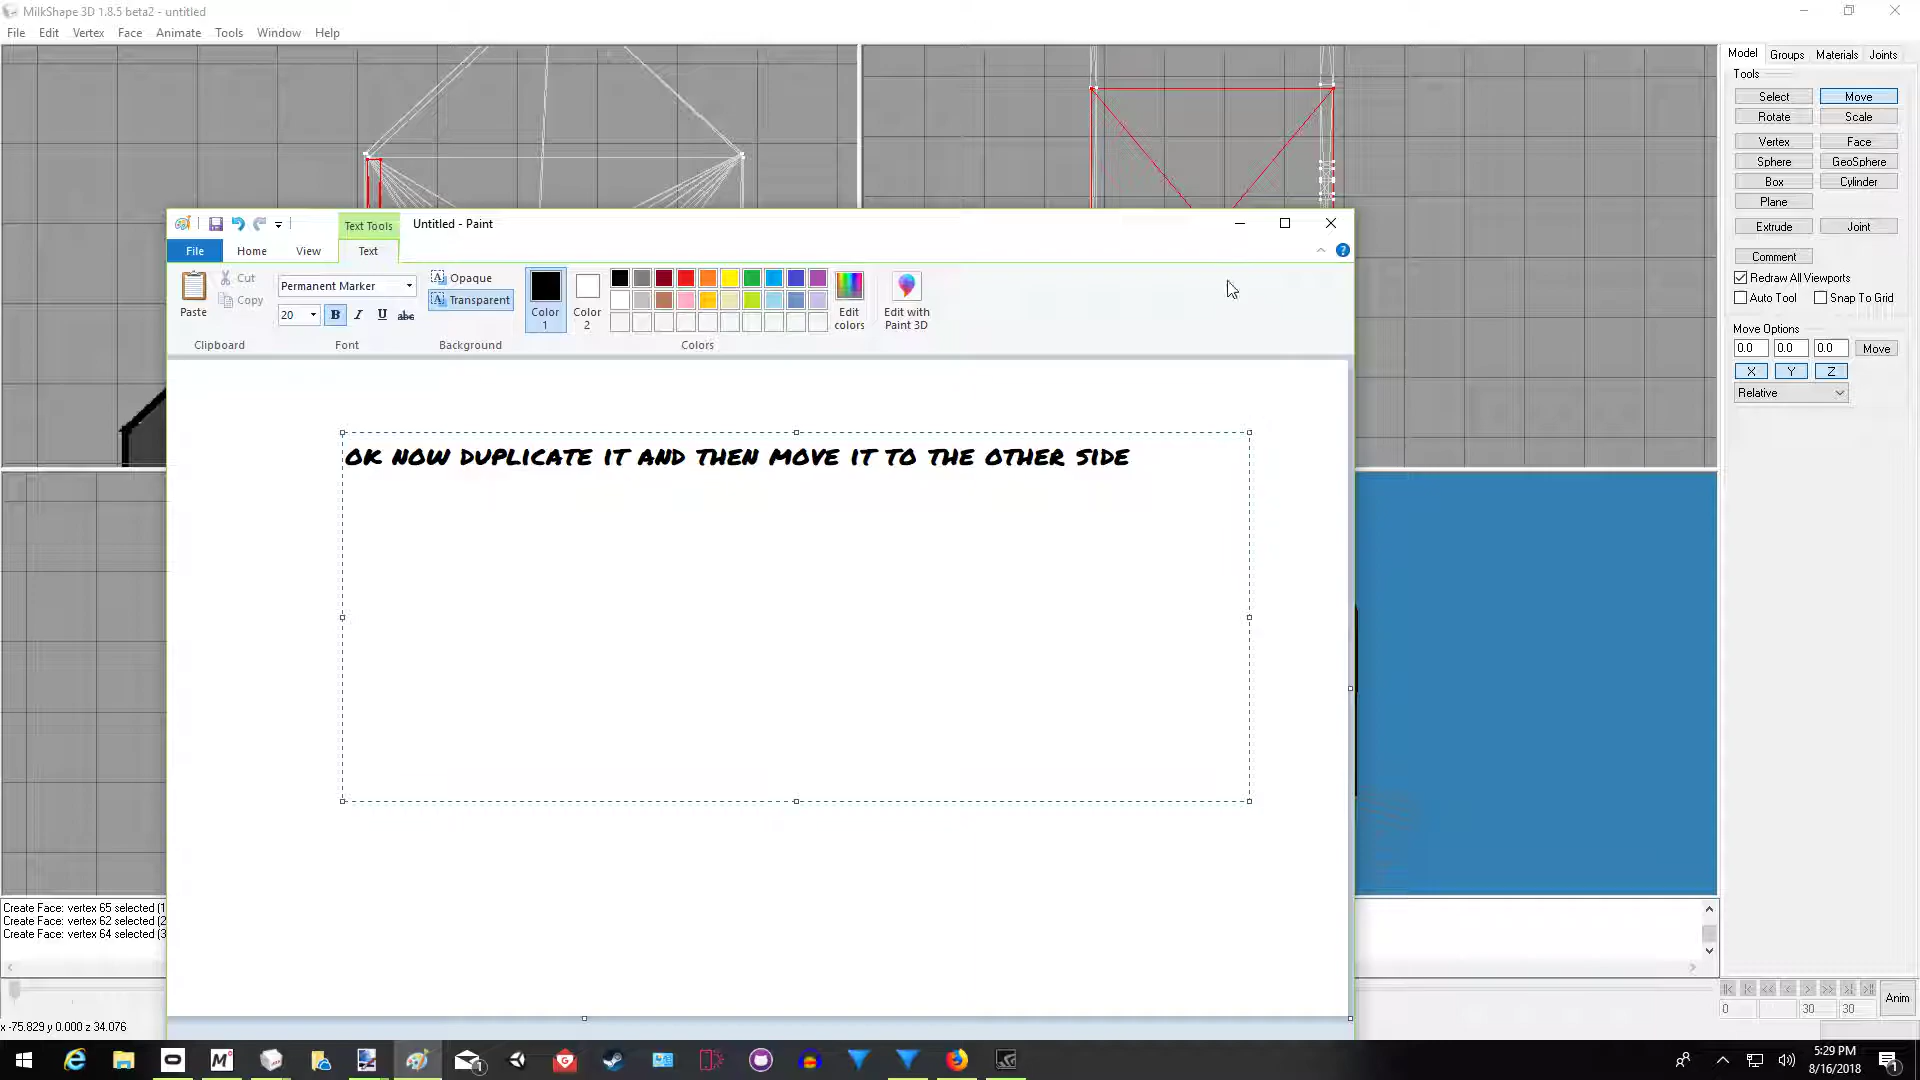 MilkShape 3D 1.8.5 beta2 - untitled
File Edit Vertex Face Animate Tools Window Help
Model Groups Materials Joints
Tools
Select Move
Rotate Scale
Vertex Face
Sphere GeoSphere
Box Cylinder
Plane
Extrude Joint
Comment
Redraw All Viewports
Auto Tool Snap To Grid
Move Options
0.0 0.0 0.0 Move
X Y Z
Relative
Text Tools Untitled - Paint
File Home View Text
Paste Cut Copy
Clipboard
Permanent Marker
20 B I U abc
Font
Opaque
Transparent
Background
Color 1
Color 2
Edit colors
Colors
Edit with Paint 3D
OK NOW DUPLICATE IT AND THEN MOVE IT TO THE OTHER SIDE
Create Face: vertex 65 selected (1
Create Face: vertex 62 selected (2
Create Face: vertex 64 selected (3
0 30 30 Anim
x -75.829 y 0.000 z 34.076
5:29 PM
8/16/2018